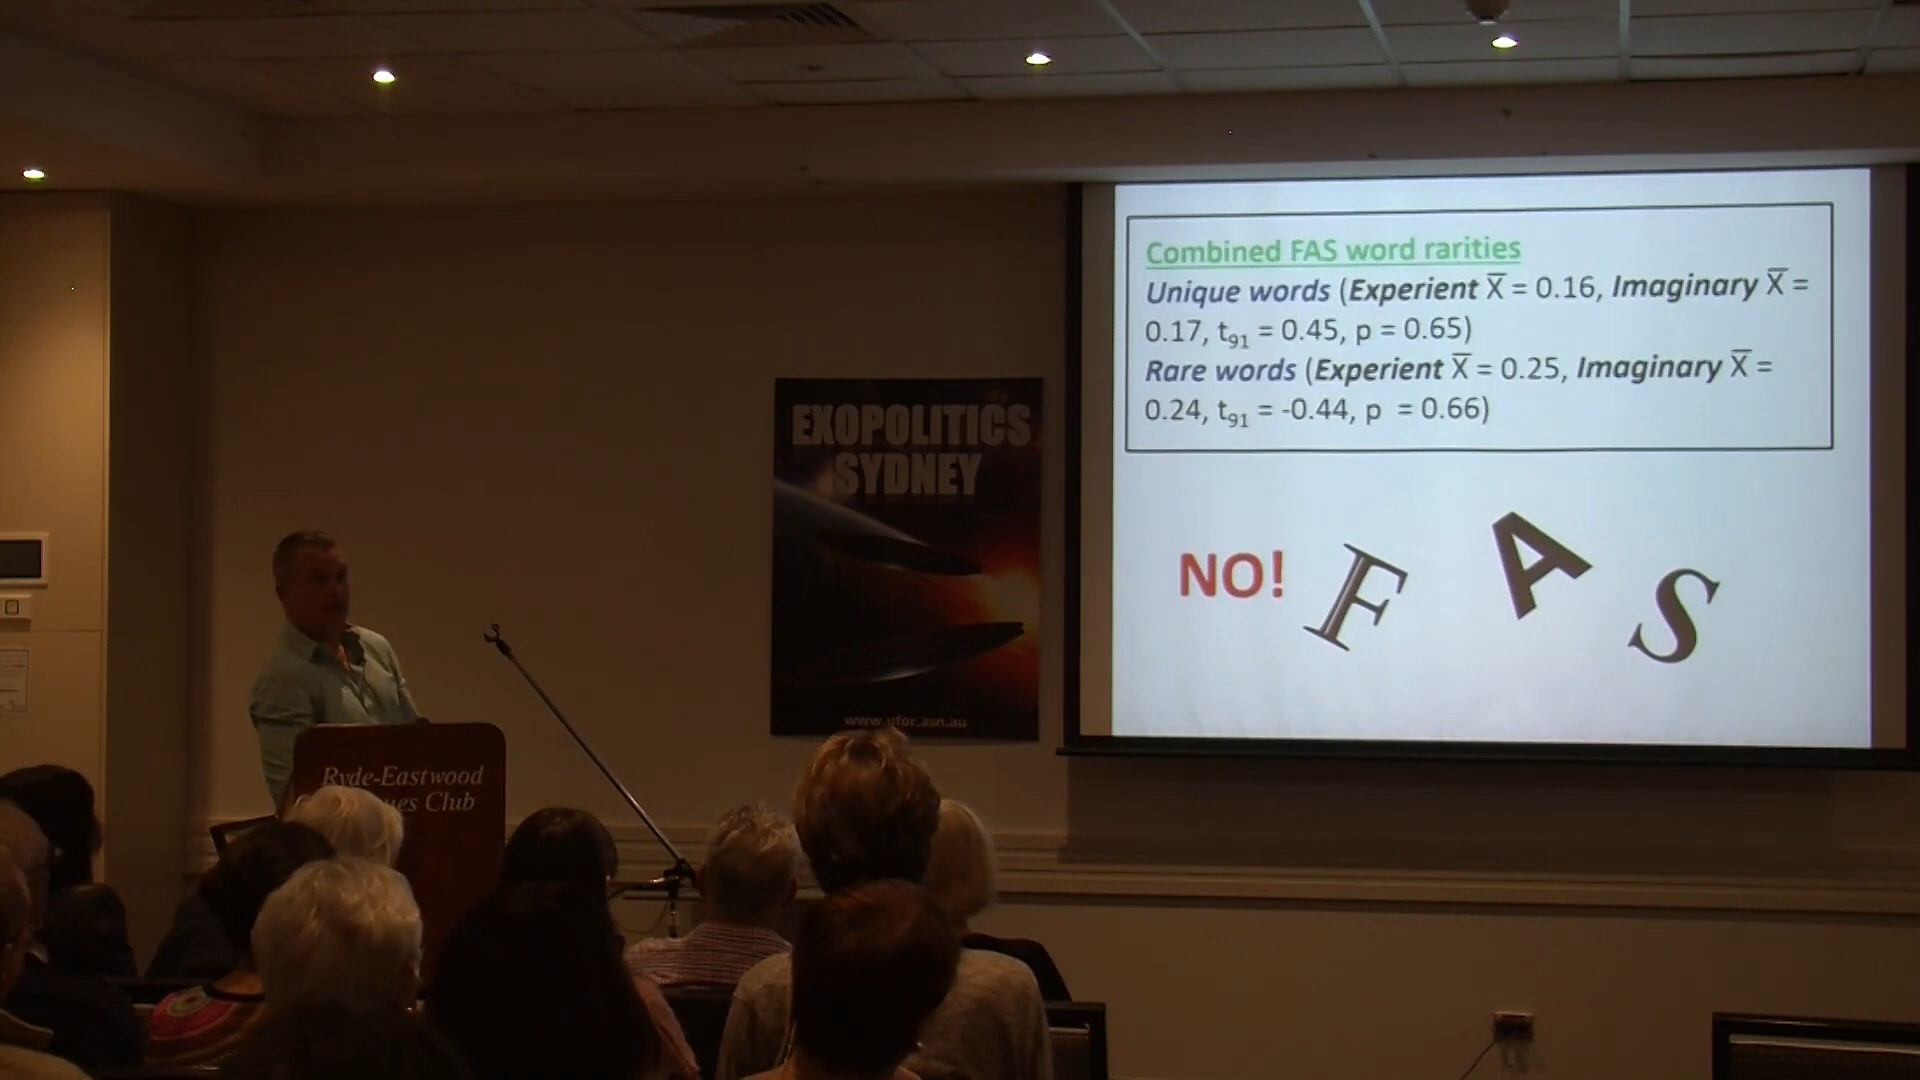 Combined FAS word rarities
Unique words (Experient X̅ = 0.16, Imaginary X̅ =
0.17, t₉₁ = 0.45, p = 0.65)
Rare words (Experient X̅ = 0.25, Imaginary X̅ =
0.24, t₉₁ = -0.44, p = 0.66)
NO! F A S
EXOPOLITICS
SYDNEY
www.ufor.asn.au
Ryde-Eastwood
Club